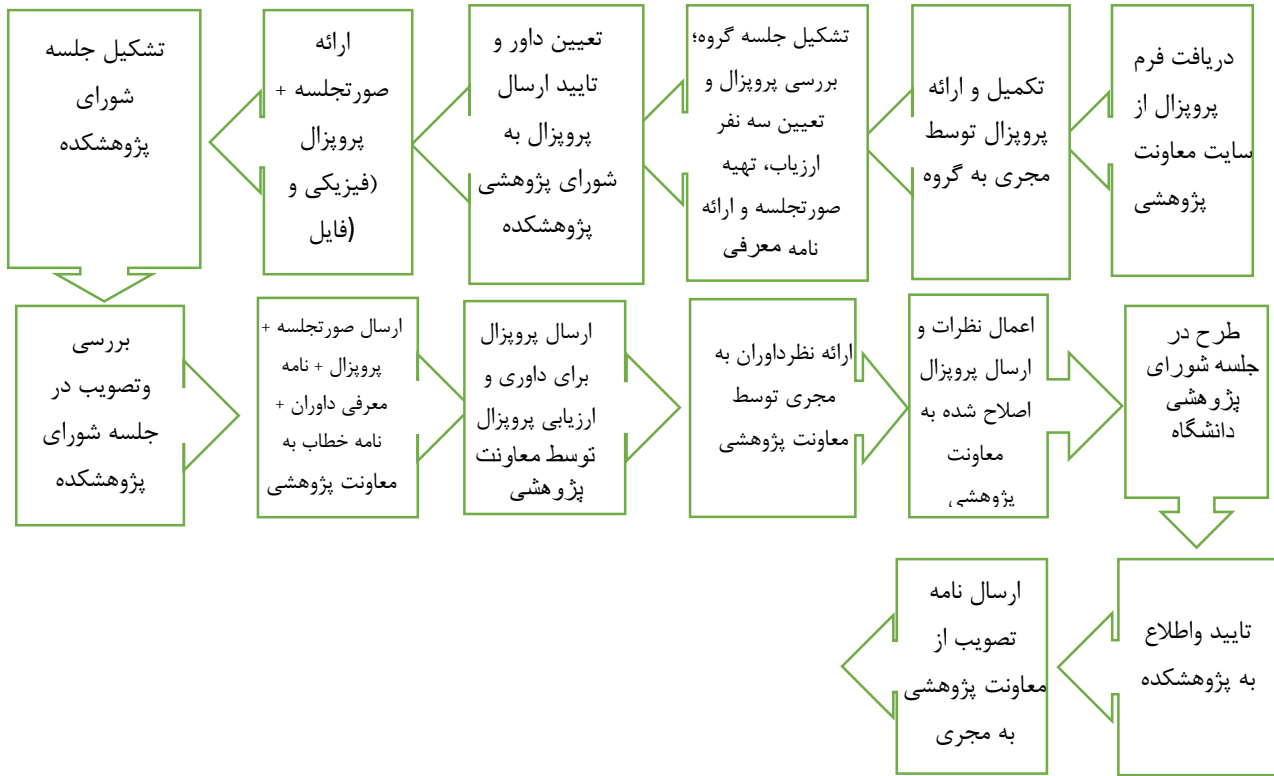 دریافت فرم
پروپزال از
سایت معاونت
پژوهشی
تکمیل و ارائه
پروپزال توسط
مجری به گروه
تشکیل جلسه گروه؛
بررسی پروپزال و
تعیین سه نفر
ارزیاب، تهیه
صورتجلسه و ارائه
نامه معرفی
تعیین داور و
تایید ارسال
پروپزال به
شورای پژوهشی
پژوهشکده
ارائه
صورتجلسه +
پروپزال
(فیزیکی و
فایل)
تشکیل جلسه
شورای
پژوهشکده
بررسی
وتصویب در
جلسه شورای
پژوهشکده
ارسال صورتجلسه +
پروپزال + نامه
معرفی داوران +
نامه خطاب به
معاونت پژوهشی
ارسال پروپزال
برای داوری و
ارزیابی پروپزال
توسط معاونت
پژوهشی
ارائه نظرداوران به
مجری توسط
معاونت پژوهشی
اعمال نظرات و
ارسال پروپزال
اصلاح شده به
معاونت
پژوهشی
طرح در
جلسه شورای
پژوهشی
دانشگاه
تایید واطلاع
به پژوهشکده
ارسال نامه
تصویب از
معاونت پژوهشی
به مجری